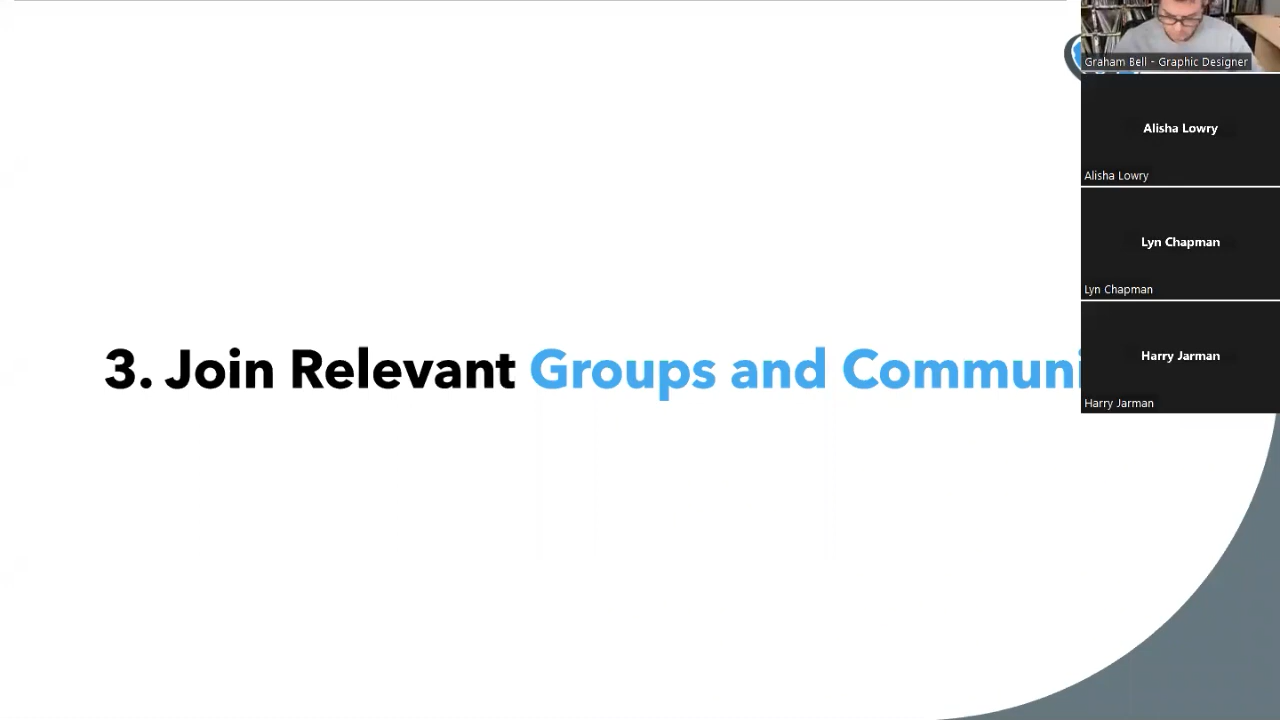 Graham Bell - Graphic Designer
Alisha Lowry
Alisha Lowry
Lyn Chapman
Lyn Chapman
3. Join Relevant Groups and Communi
Harry Jarman
Harry Jarman